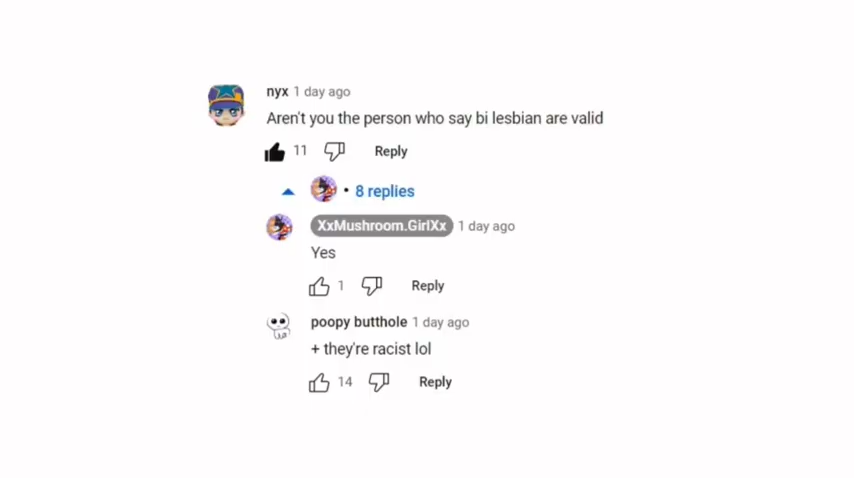 nyx 1 day ago
Aren't you the person who say bi lesbian are valid
11 Reply
• 8 replies
XxMushroom.GirlXx 1 day ago
Yes
1 Reply
poopy butthole 1 day ago
+ they're racist lol
14 Reply